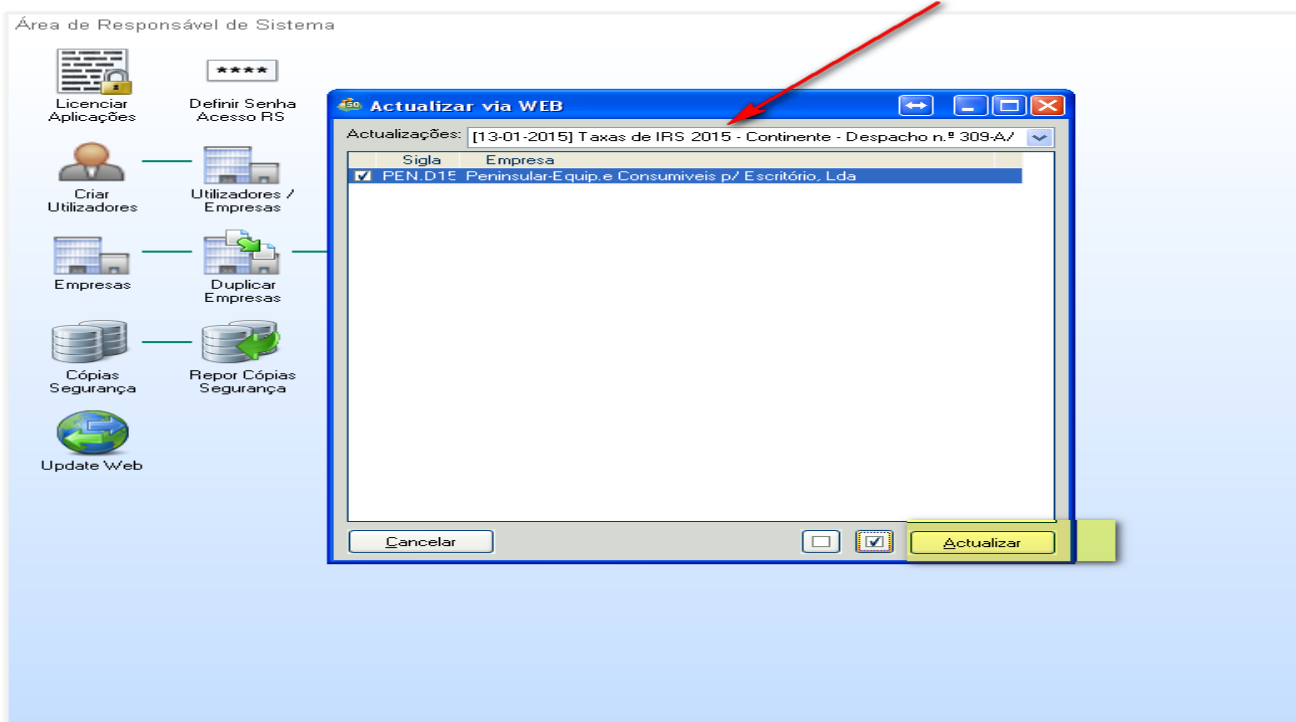 Área de Responsável de Sistema
****
Licenciar
Aplicações
Definir Senha
Acesso RS
Criar
Utilizadores
Utilizadores /
Empresas
Empresas
Duplicar
Empresas
Cópias
Segurança
Repor Cópias
Segurança
Update Web
Actualizar via WEB
Actualizações: [13-01-2015] Taxas de IRS 2015 - Continente - Despacho n.º 309-A/
Sigla Empresa
PEN.D15 Peninsular-Equip.e Consumiveis p/ Escritório, Lda
Cancelar
Actualizar